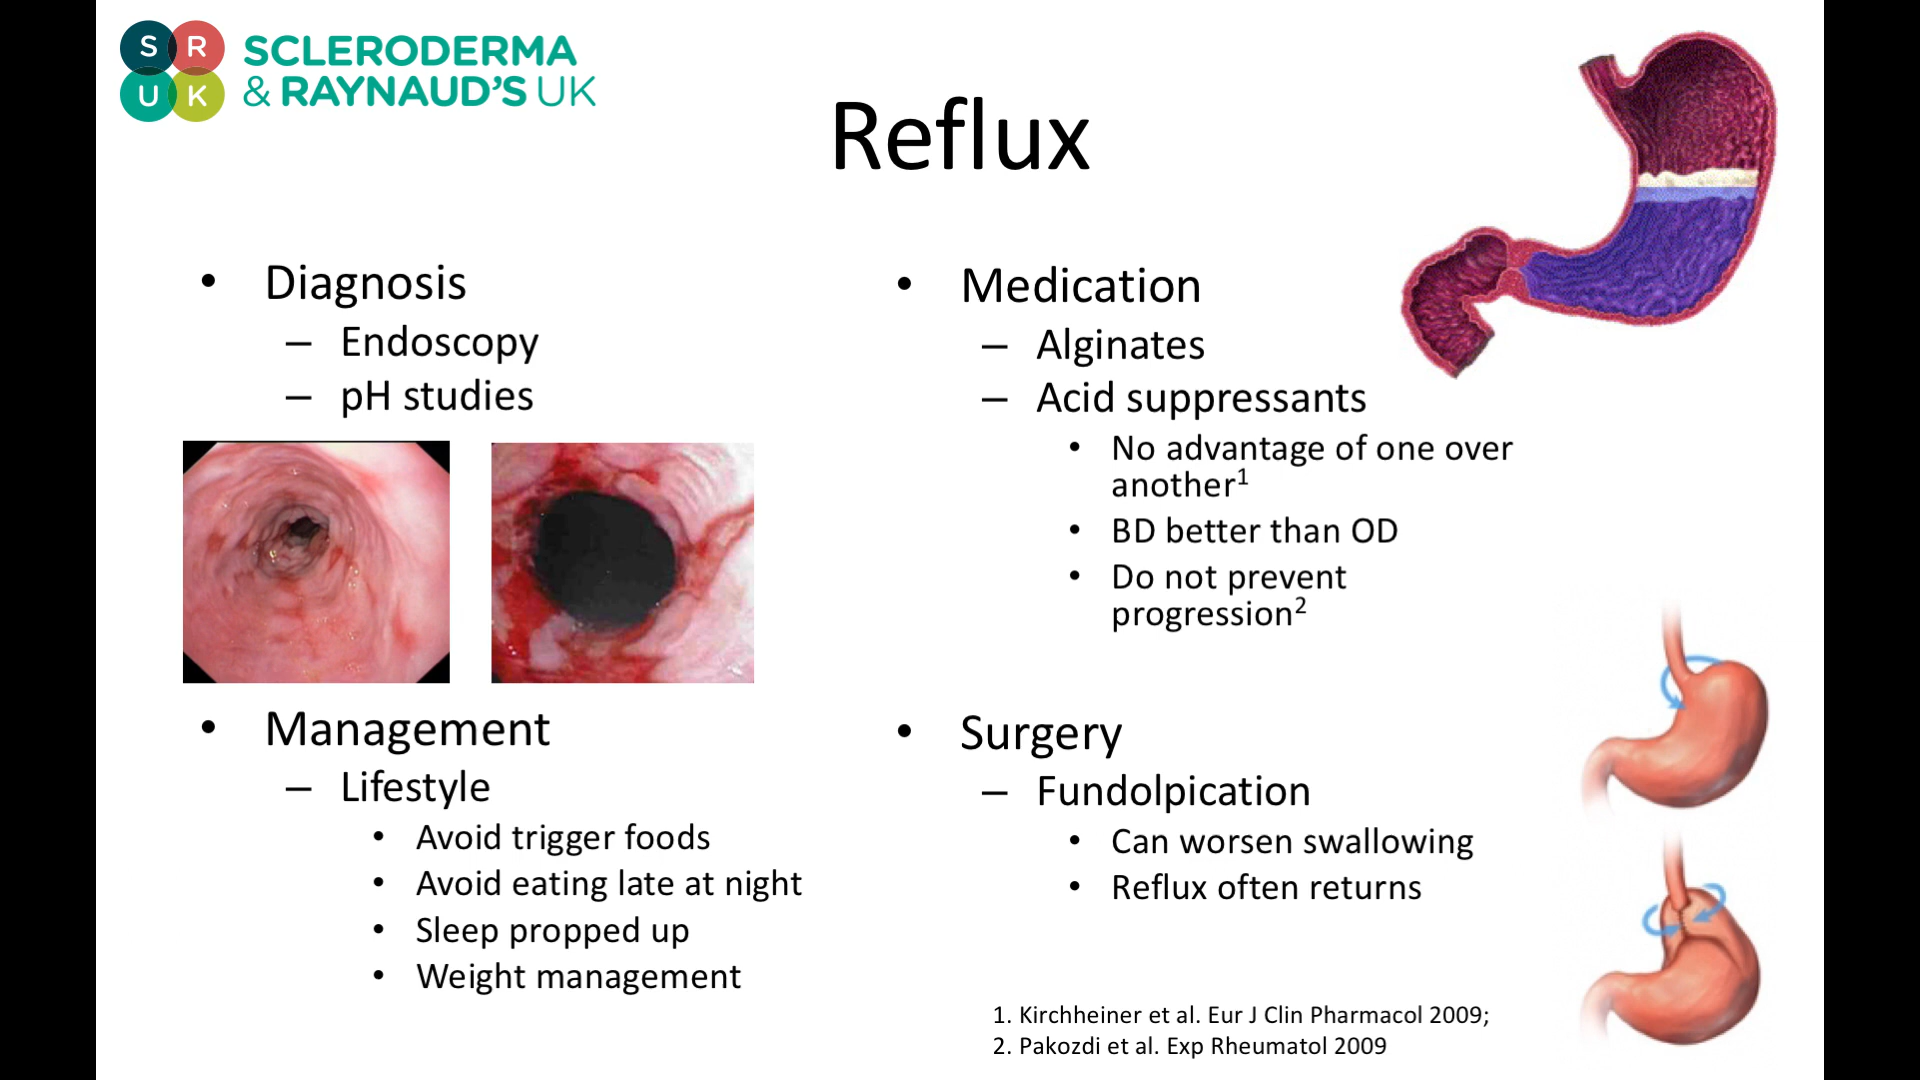 S R
U K
SCLERODERMA
& RAYNAUD'S UK
Reflux
• Diagnosis
– Endoscopy
– pH studies
• Management
– Lifestyle
• Avoid trigger foods
• Avoid eating late at night
• Sleep propped up
• Weight management
• Medication
– Alginates
– Acid suppressants
• No advantage of one over
another¹
• BD better than OD
• Do not prevent
progression²
• Surgery
– Fundolpication
• Can worsen swallowing
• Reflux often returns
1. Kirchheiner et al. Eur J Clin Pharmacol 2009;
2. Pakozdi et al. Exp Rheumatol 2009